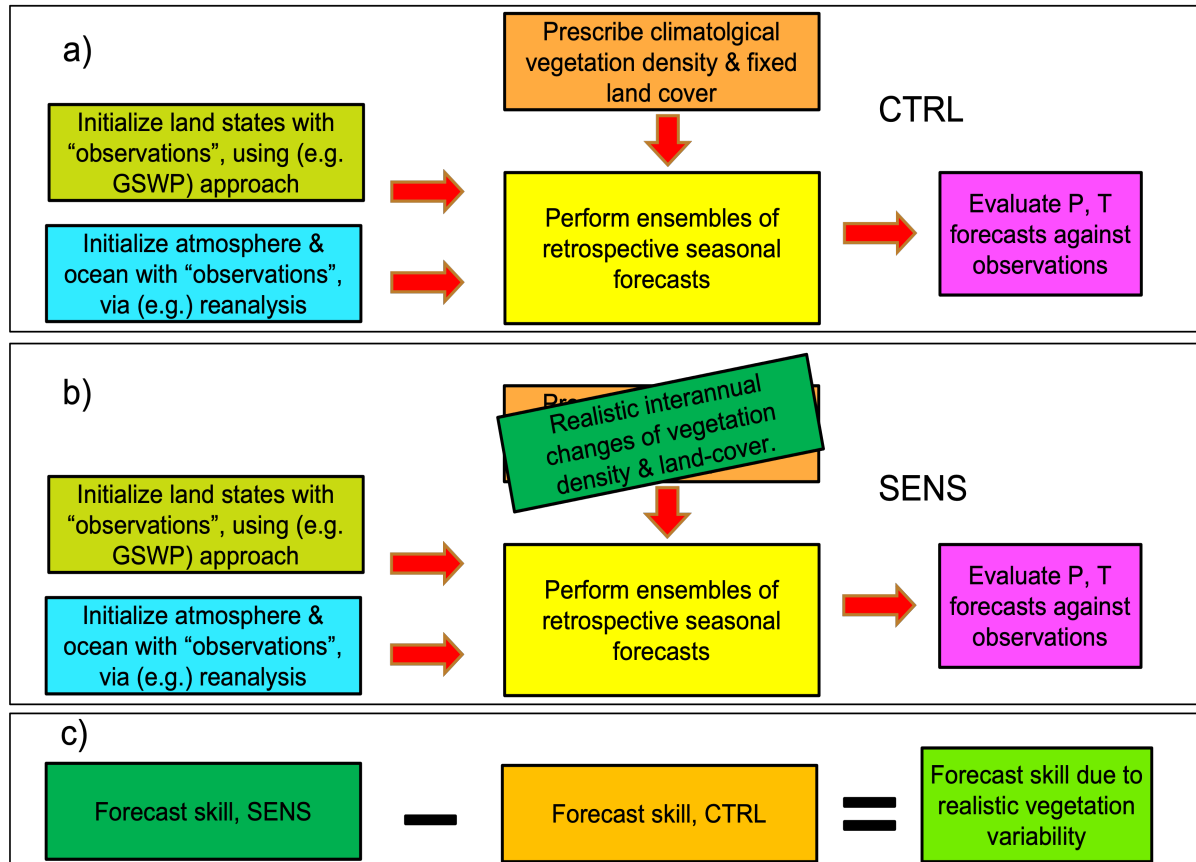 a)
Prescribe climatolgical
vegetation density & fixed
land cover
CTRL
Initialize land states with
“observations”, using (e.g.
GSWP) approach
Initialize atmosphere &
ocean with “observations”,
via (e.g.) reanalysis
Perform ensembles of
retrospective seasonal
forecasts
Evaluate P, T
forecasts against
observations
b)
Realistic interannual
changes of vegetation
density & land-cover.
SENS
Initialize land states with
“observations”, using (e.g.
GSWP) approach
Initialize atmosphere &
ocean with “observations”,
via (e.g.) reanalysis
Perform ensembles of
retrospective seasonal
forecasts
Evaluate P, T
forecasts against
observations
c)
Forecast skill, SENS
Forecast skill, CTRL
Forecast skill due to
realistic vegetation
variability